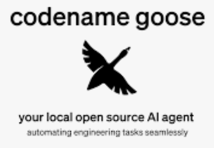 codename goose
your local open source AI agent
automating engineering tasks seamlessly